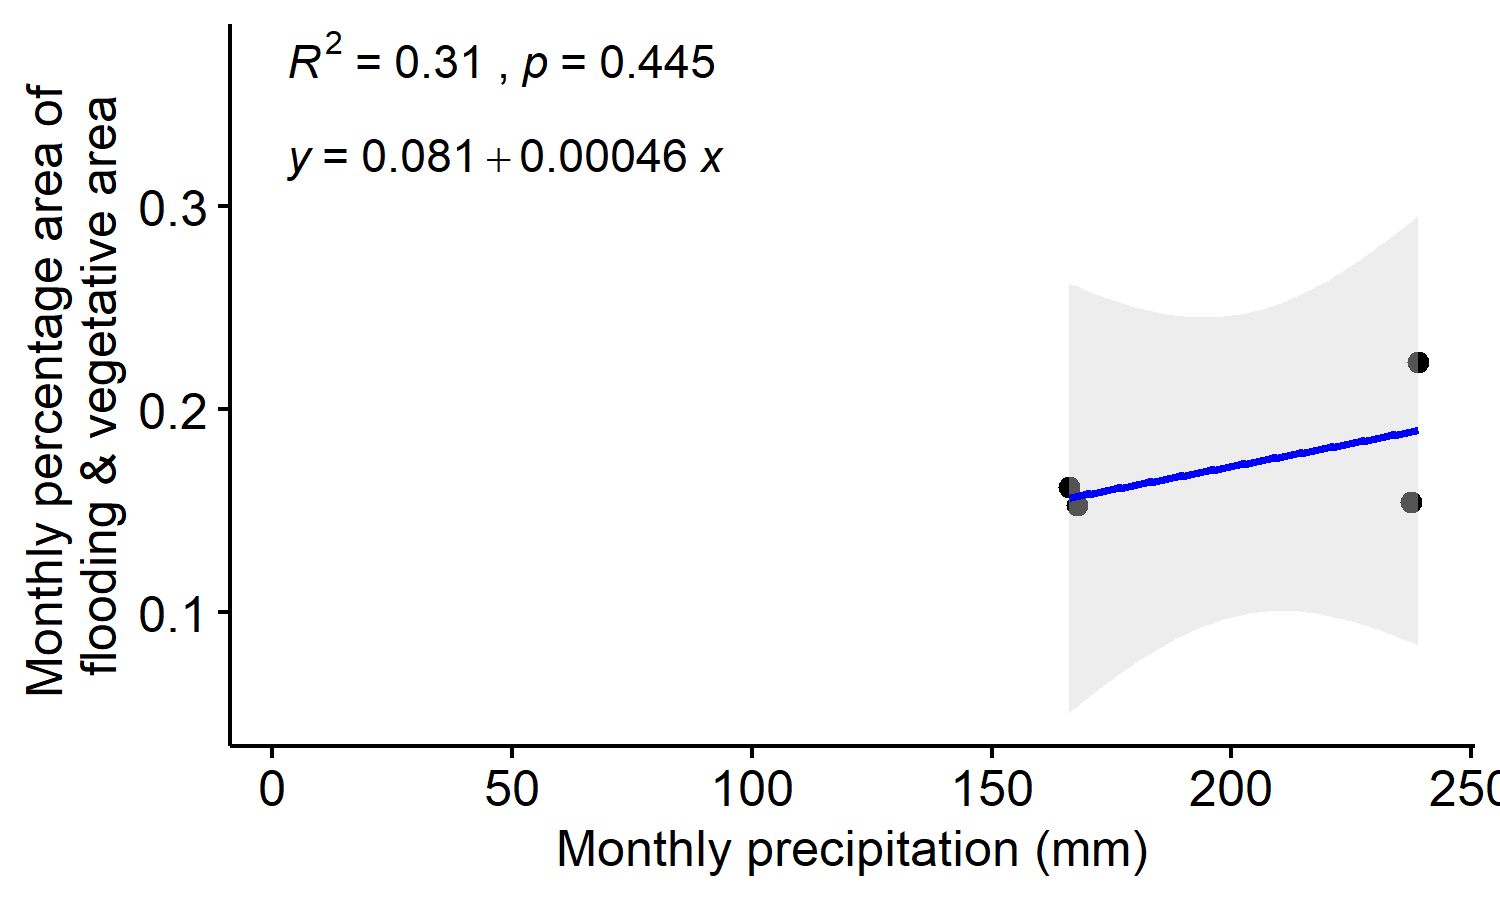 R² = 0.31 , p = 0.445
y = 0.081 + 0.00046 x
Monthly percentage area of
flooding & vegetative area
0.3
0.2
0.1
0 50 100 150 200 250
Monthly precipitation (mm)